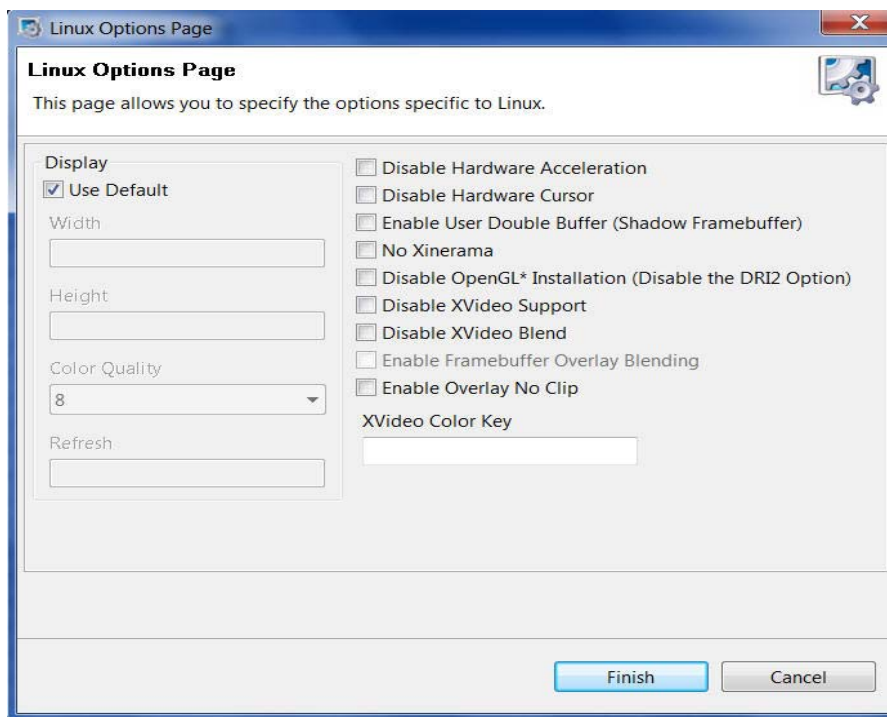 Linux Options Page
Linux Options Page
This page allows you to specify the options specific to Linux.
Display
Use Default
Width
Height
Color Quality
8
Refresh
Disable Hardware Acceleration
Disable Hardware Cursor
Enable User Double Buffer (Shadow Framebuffer)
No Xinerama
Disable OpenGL* Installation (Disable the DRI2 Option)
Disable XVideo Support
Disable XVideo Blend
Enable Framebuffer Overlay Blending
Enable Overlay No Clip
XVideo Color Key
Finish
Cancel